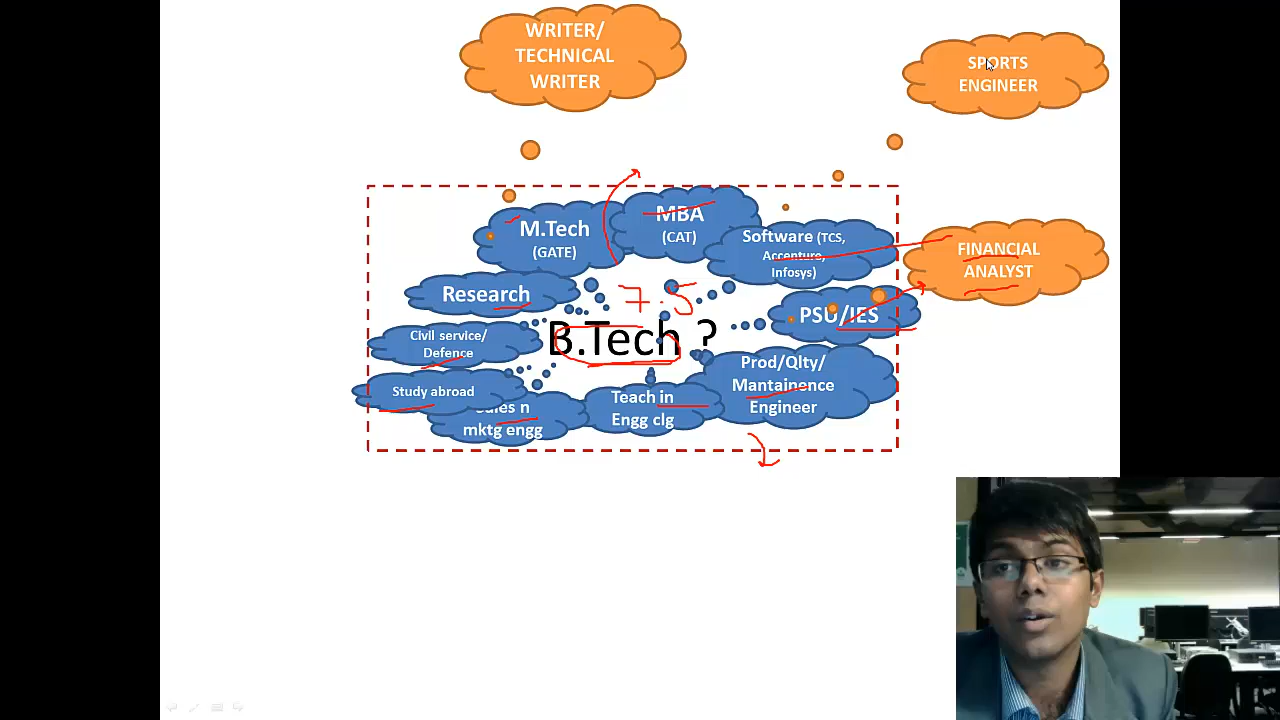 WRITER/
TECHNICAL
WRITER
SPORTS
ENGINEER
M.Tech
(GATE)
MBA
(CAT)
Software (TCS,
Accenture,
Infosys)
FINANCIAL
ANALYST
Research
7.5
PSU/IES
Civil service/
Defence
B.Tech ?
Prod/Qlty/
Mantainence
Engineer
Study abroad
Sales n
mktg engg
Teach in
Engg clg